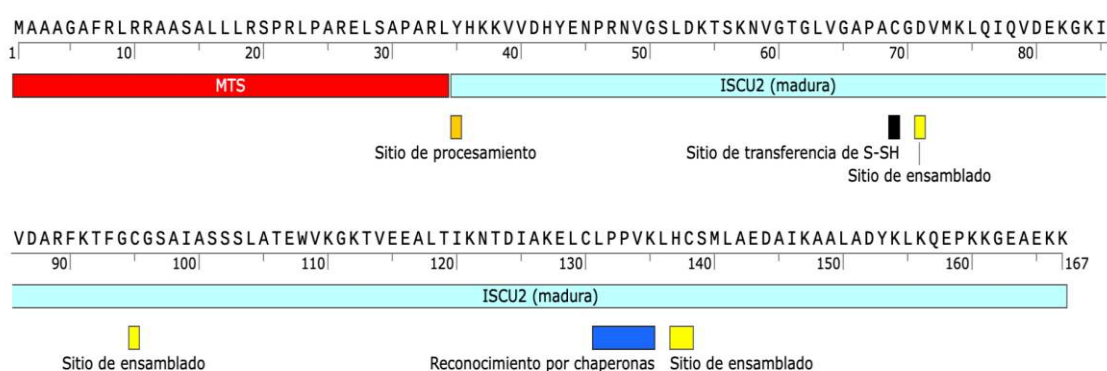 MAAAGAFRLRRAASALLLRSPRLPARELSAPARLYHKKVVDHYENPRNVGSLDKTSKNVGTGLVGAPACGDVMKLQIQVDEKGKI
1 10 20 30 40 50 60 70 80
MTS ISCU2 (madura)
Sitio de procesamiento Sitio de transferencia de S-SH
Sitio de ensamblado
VDARFKTFGCGSAIASSSLATEWVKGKTVEEALTIKNTDIAKELCLPPVKLHCSMLAEDAIKAALADYKLKQEPKKGEAEKK
90 100 110 120 130 140 150 160 167
ISCU2 (madura)
Sitio de ensamblado Reconocimiento por chaperonas Sitio de ensamblado